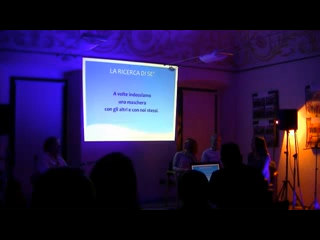 LA RICERCA DI SE'
A volte indossiamo
una maschera
con gli altri e con noi stessi